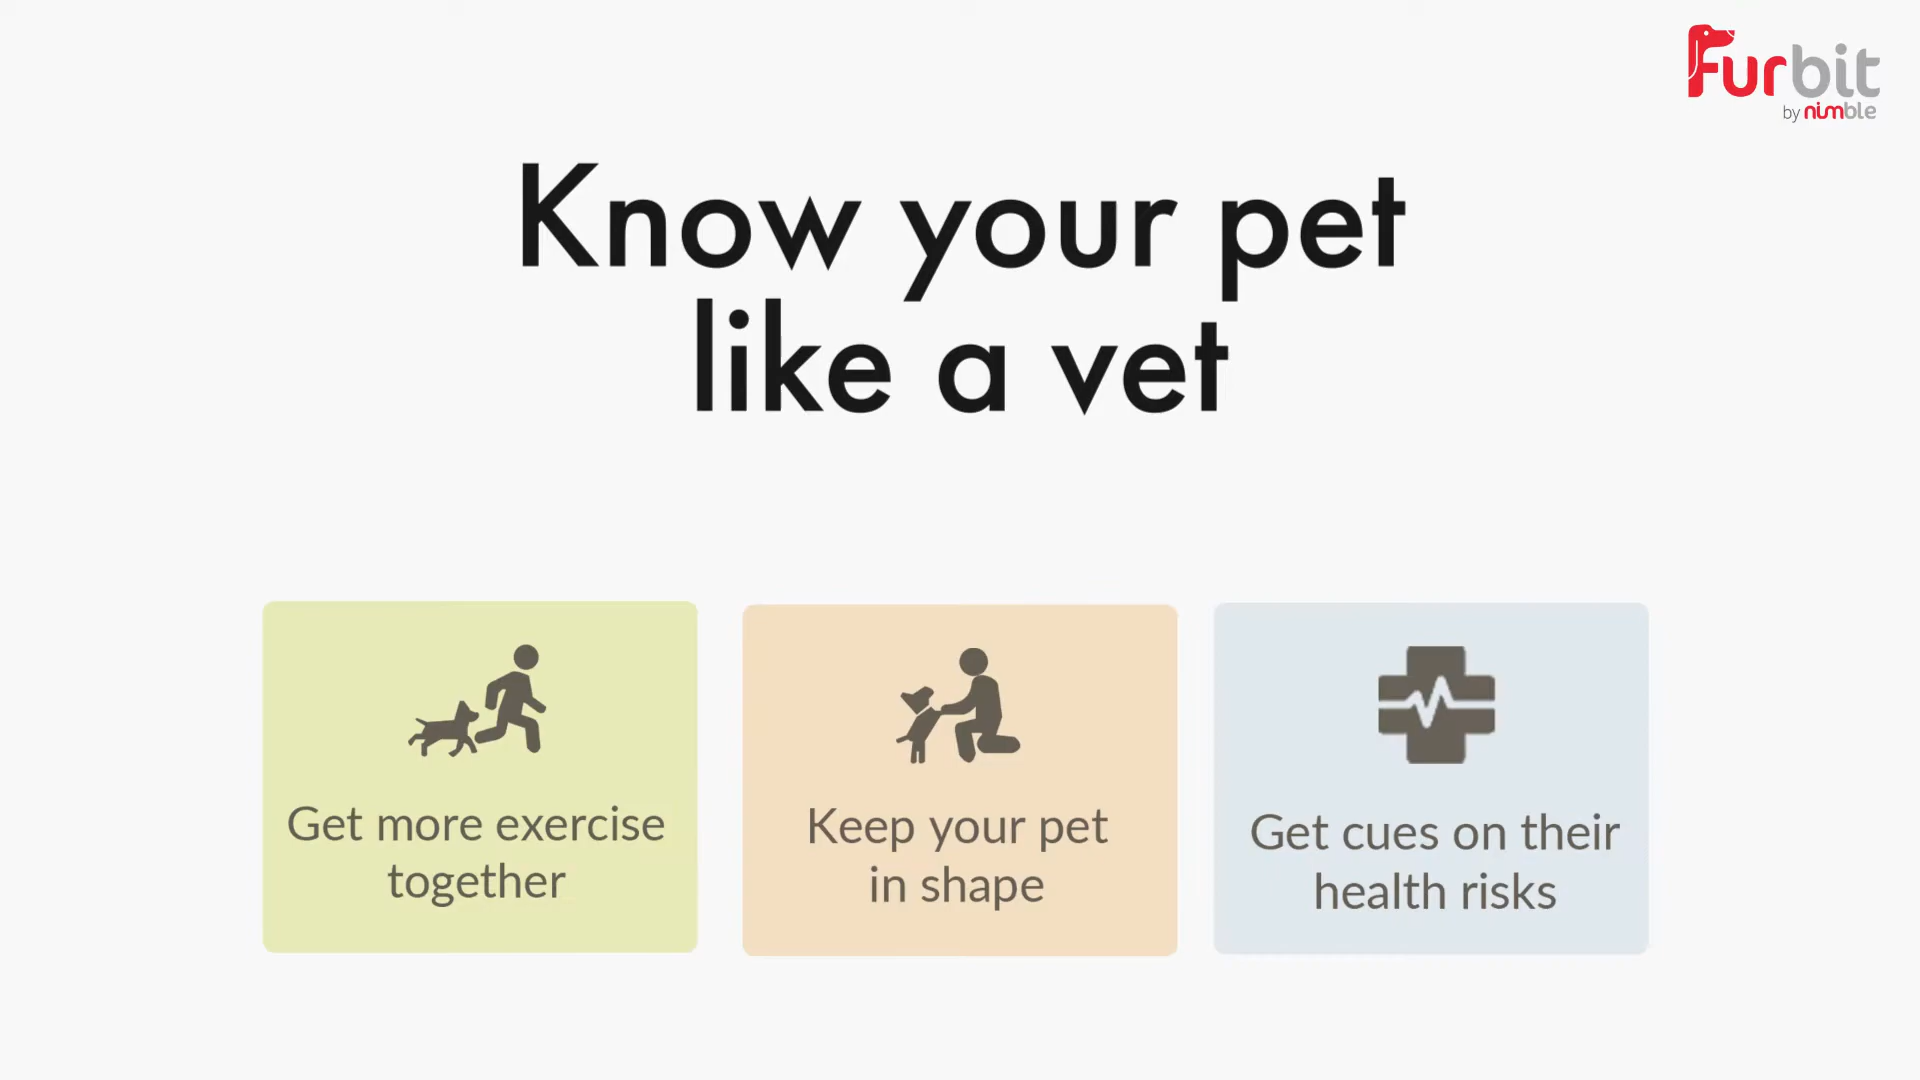 Furbit
by nimble
Know your pet
like a vet
Get more exercise
together
Keep your pet
in shape
Get cues on their
health risks